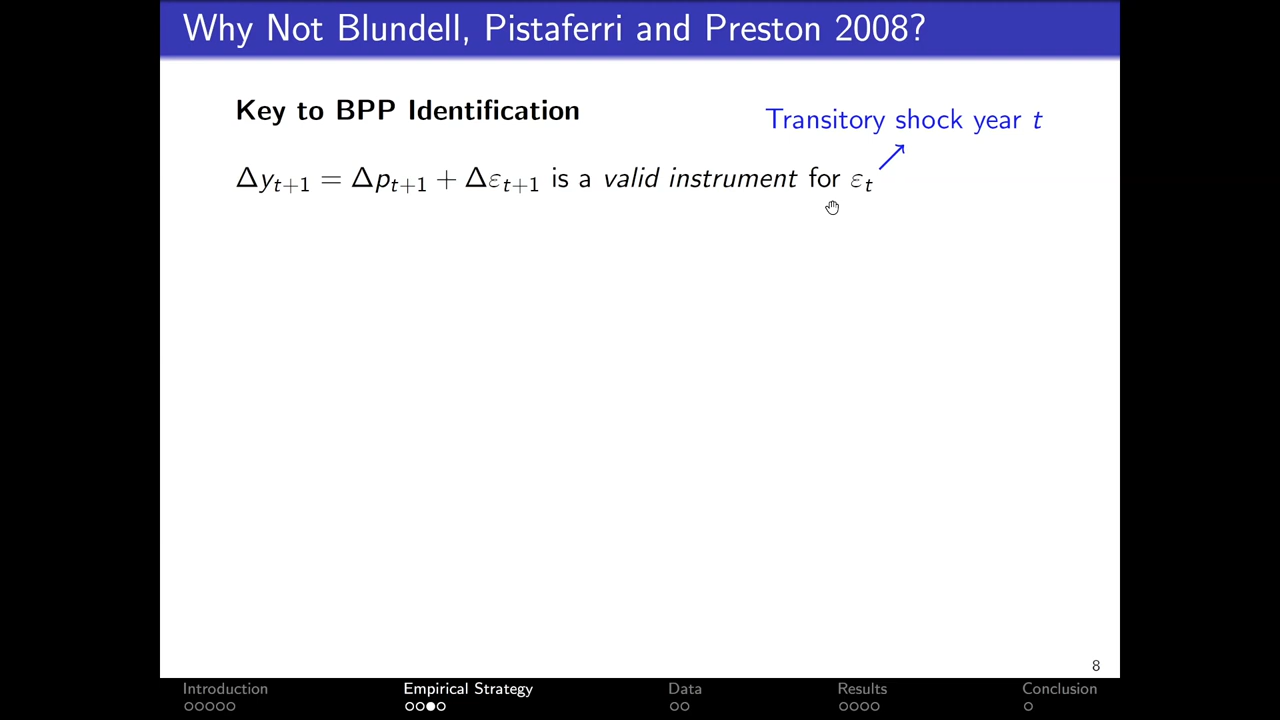 Why Not Blundell, Pistaferri and Preston 2008?
Key to BPP Identification
Transitory shock year t
Δy_{t+1} = Δp_{t+1} + Δε_{t+1} is a valid instrument for ε_t
8
Introduction Empirical Strategy Data Results Conclusion